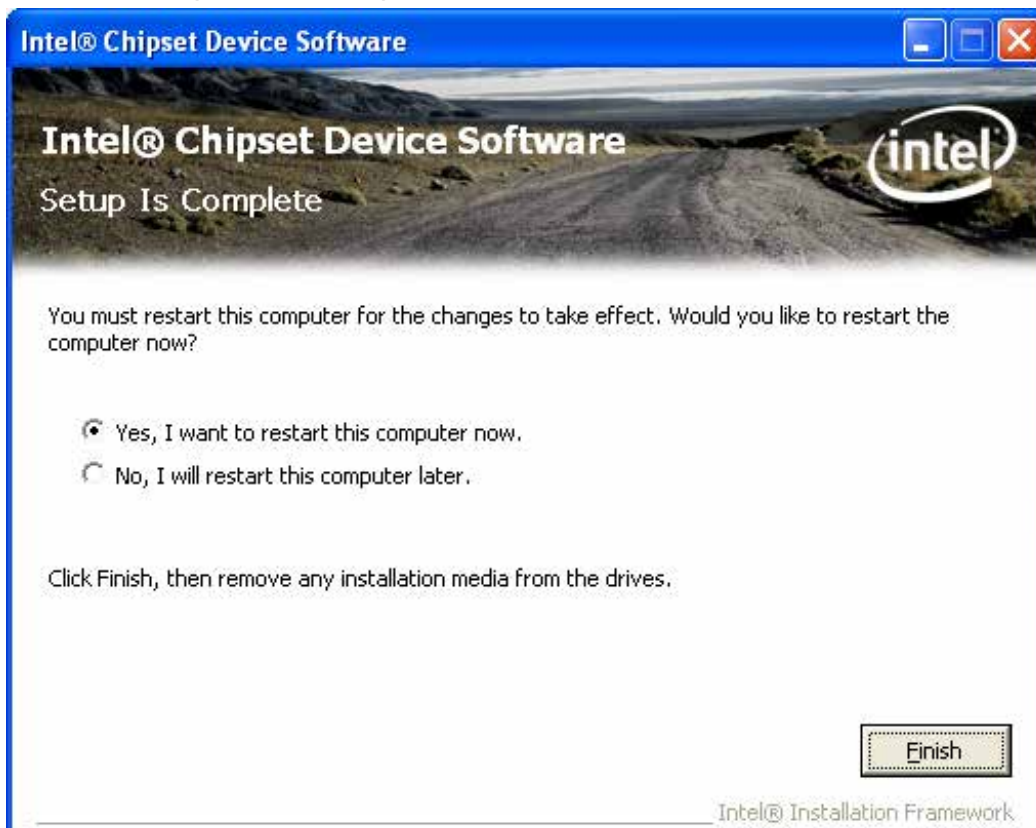 Intel® Chipset Device Software
Intel® Chipset Device Software
intel
Setup Is Complete
You must restart this computer for the changes to take effect. Would you like to restart the
computer now?
Yes, I want to restart this computer now.
No, I will restart this computer later.
Click Finish, then remove any installation media from the drives.
Finish
Intel® Installation Framework